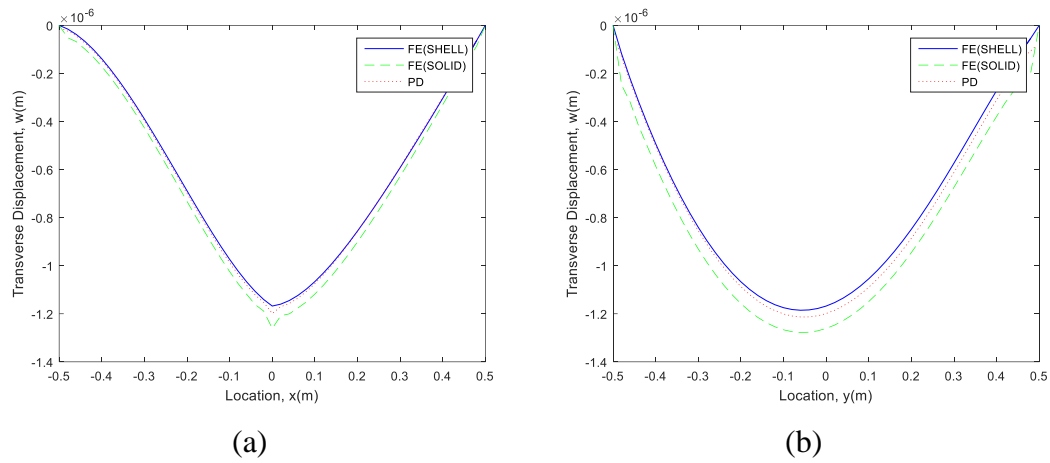 ×10⁻⁶
0
-0.2
-0.4
-0.6
-0.8
-1
-1.2
-1.4
Transverse Displacement, w(m)
-0.5 -0.4 -0.3 -0.2 -0.1 0 0.1 0.2 0.3 0.4 0.5
Location, x(m)
FE(SHELL)
FE(SOLID)
PD
(a)
×10⁻⁶
0
-0.2
-0.4
-0.6
-0.8
-1
-1.2
-1.4
Transverse Displacement, w(m)
-0.5 -0.4 -0.3 -0.2 -0.1 0 0.1 0.2 0.3 0.4 0.5
Location, y(m)
FE(SHELL)
FE(SOLID)
PD
(b)